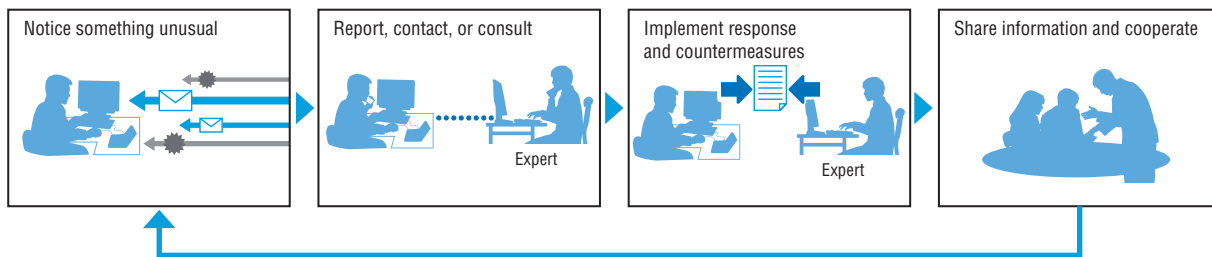 Notice something unusual
Report, contact, or consult
Expert
Implement response
and countermeasures
Expert
Share information and cooperate